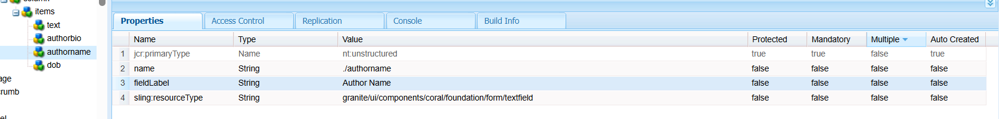 column
items
text
authorbio
authorname
dob
age
crumb
el
Properties Access Control Replication Console Build Info
Name Type Value Protected Mandatory Multiple Auto Created
1 jcr:primaryType Name nt:unstructured true true false true
2 name String ./authorname false false false false
3 fieldLabel String Author Name false false false false
4 sling:resourceType String granite/ui/components/coral/foundation/form/textfield false false false false